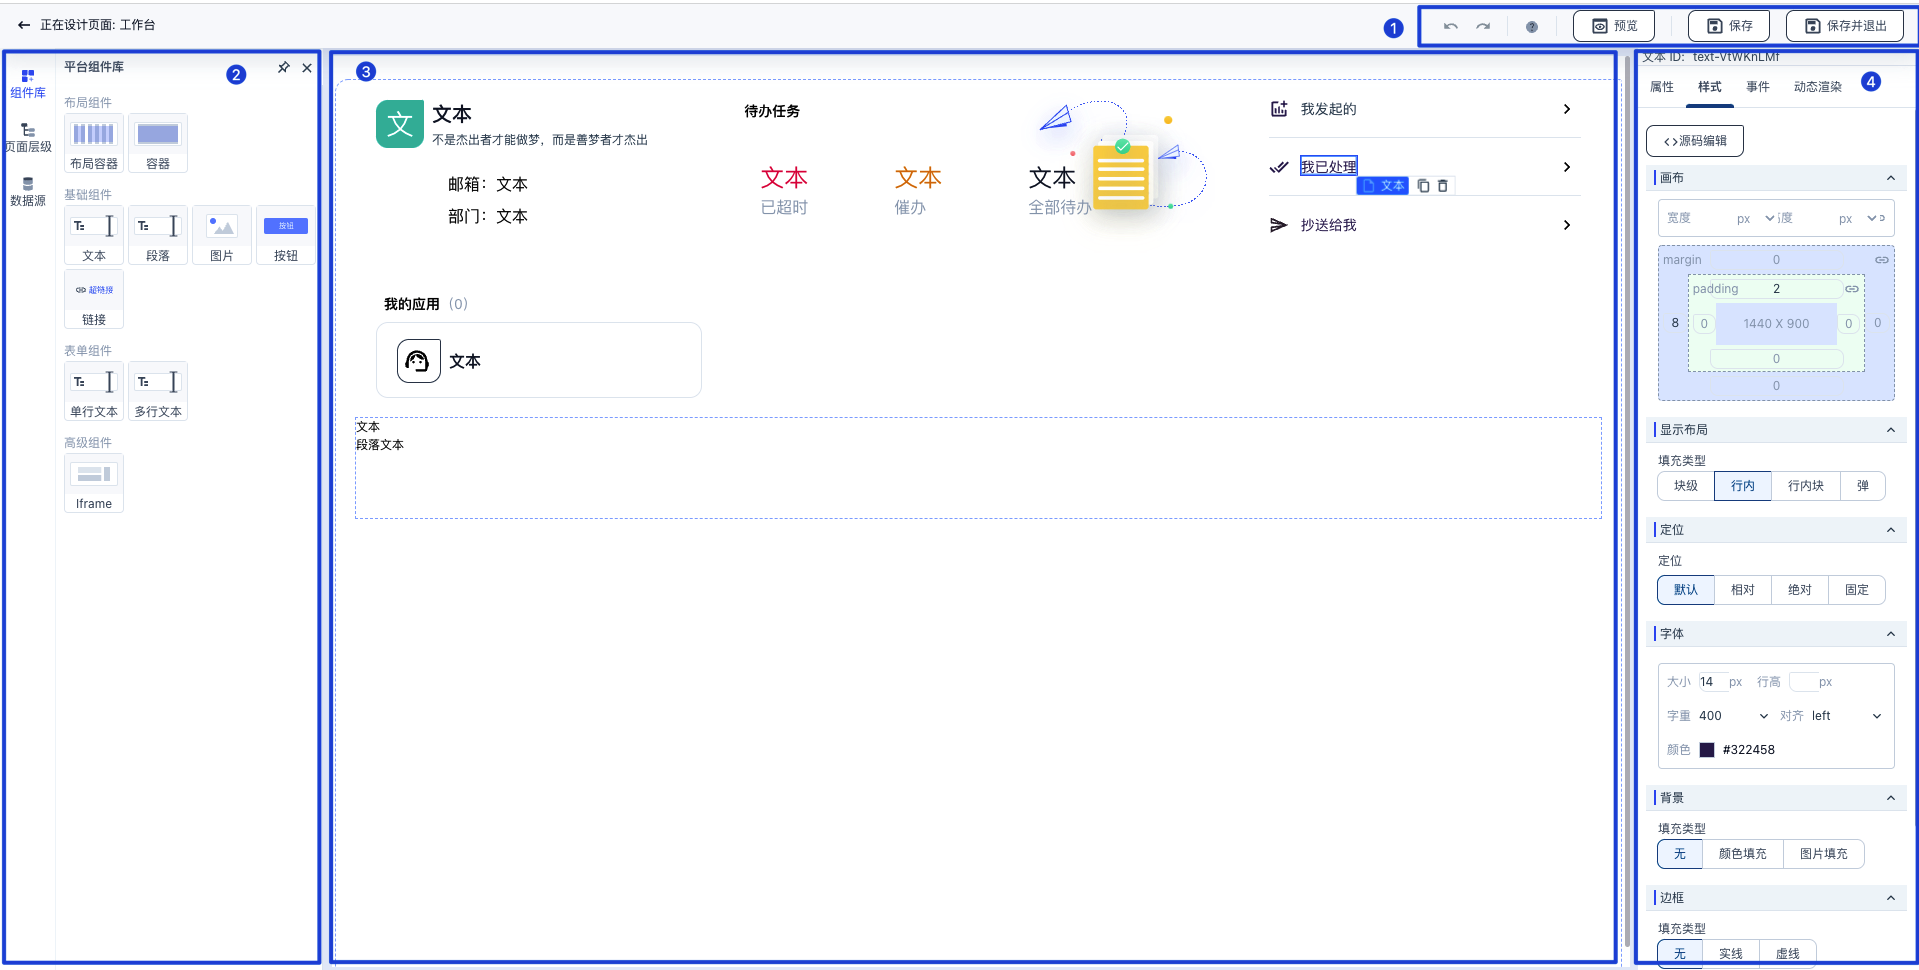 正在设计页面: 工作台
1
预览
保存
保存并退出
组件库
页面层级
数据源
平台组件库
2
布局组件
布局容器
容器
基础组件
文本
段落
图片
按钮
按钮
超链接
链接
表单组件
单行文本
多行文本
高级组件
Iframe
3
文
文本
不是杰出者才能做梦，而是善梦者才杰出
邮箱：文本
部门：文本
待办任务
文本
已超时
文本
催办
文本
全部待办
我发起的
我已处理
文本
抄送给我
我的应用 (0)
文本
文本
段落文本
文本 ID: text-VtWKnLMf
4
属性 样式 事件 动态渲染
源码编辑
画布
宽度 px 度 px
margin 0
padding 2
8 0 1440 X 900 0 0
0
0
显示布局
填充类型
块级 行内 行内块 弹
定位
定位
默认 相对 绝对 固定
字体
大小 14 px 行高 px
字重 400 对齐 left
颜色 #322458
背景
填充类型
无 颜色填充 图片填充
边框
填充类型
无 实线 虚线